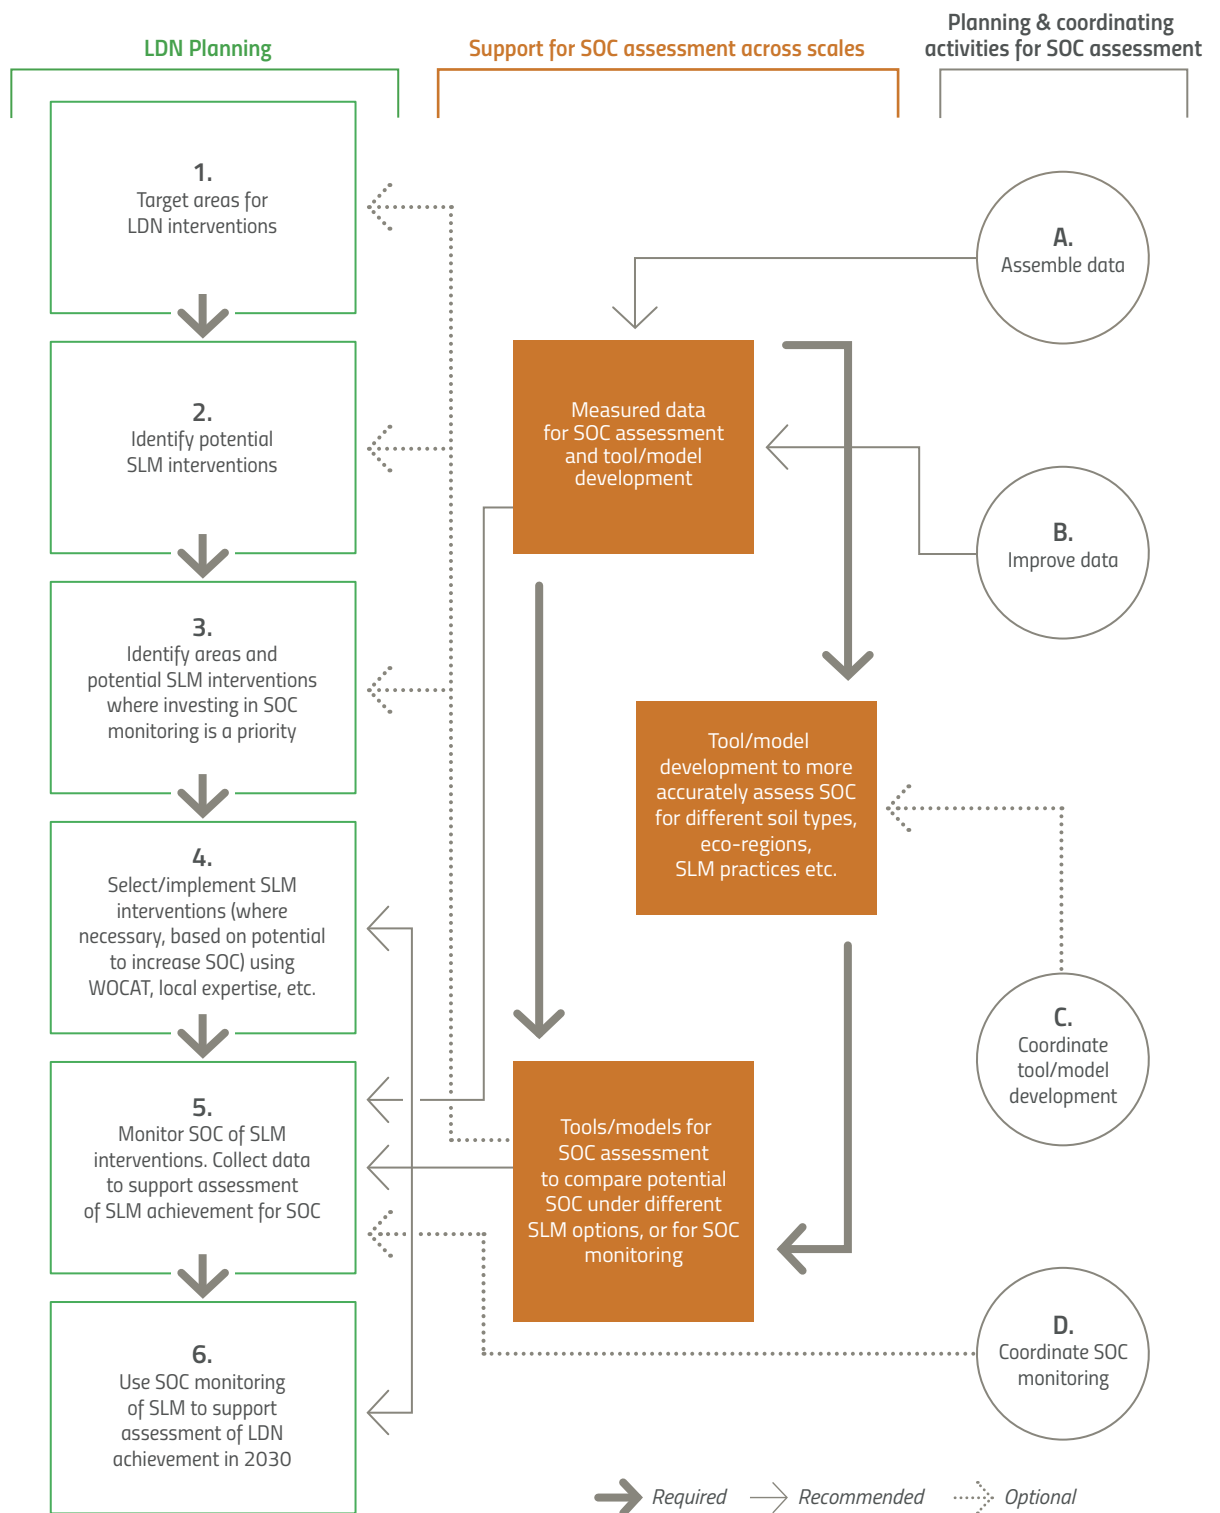 LDN Planning
Support for SOC assessment across scales
Planning & coordinating
activities for SOC assessment
1.
Target areas for
LDN interventions
2.
Identify potential
SLM interventions
3.
Identify areas and
potential SLM interventions
where investing in SOC
monitoring is a priority
4.
Select/implement SLM
interventions (where
necessary, based on potential
to increase SOC) using
WOCAT, local expertise, etc.
5.
Monitor SOC of SLM
interventions. Collect data
to support assessment
of SLM achievement for SOC
6.
Use SOC monitoring
of SLM to support
assessment of LDN
achievement in 2030
Measured data
for SOC assessment
and tool/model
development
Tool/model
development to more
accurately assess SOC
for different soil types,
eco-regions,
SLM practices etc.
Tools/models for
SOC assessment
to compare potential
SOC under different
SLM options, or for SOC
monitoring
A.
Assemble data
B.
Improve data
C.
Coordinate
tool/model
development
D.
Coordinate SOC
monitoring
Required
Recommended
Optional